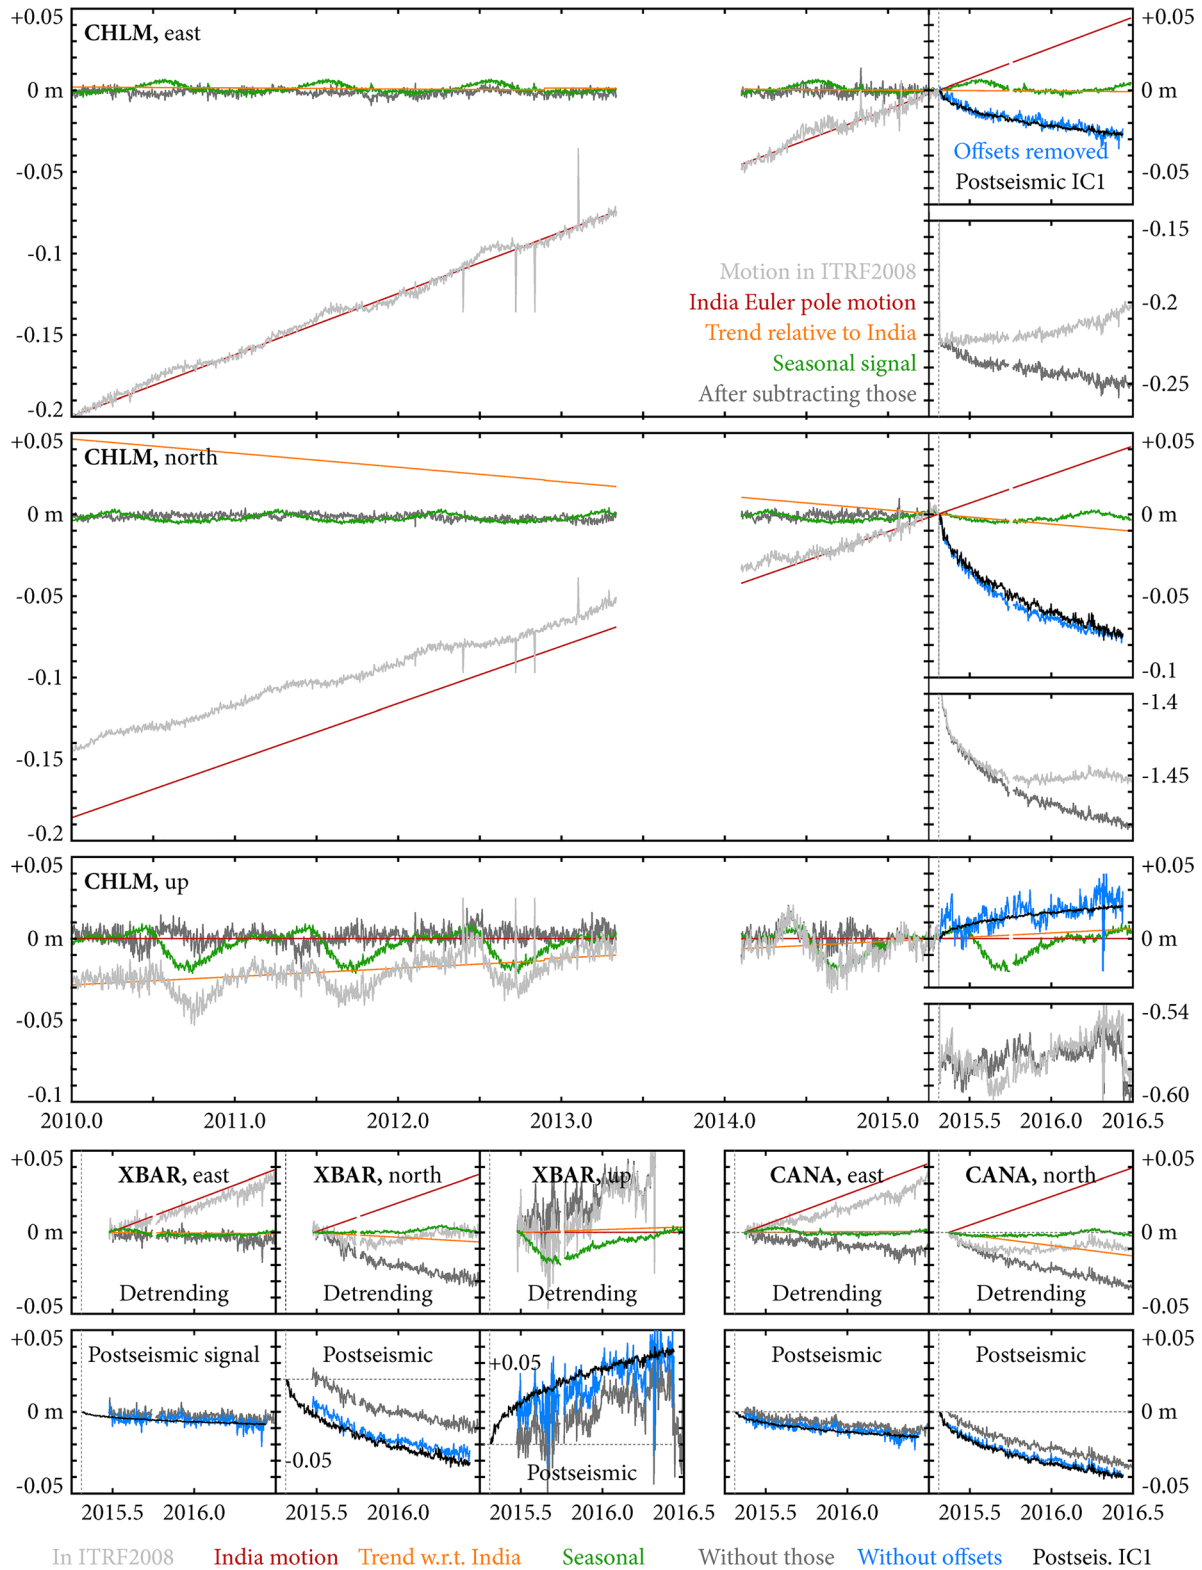 +0.05 CHLM, east +0.05
0 m 0 m
-0.05 Offsets removed -0.05
Postseismic IC1
-0.1 -0.15
Motion in ITRF2008
India Euler pole motion -0.2
-0.15 Trend relative to India
Seasonal signal
After subtracting those -0.25
-0.2
+0.05 CHLM, north +0.05
0 m 0 m
-0.05 -0.05
-0.1 -0.1
-1.4
-0.15 -1.45
-0.2
+0.05 CHLM, up +0.05
0 m 0 m
-0.05 -0.54
-0.1 -0.60
2010.0 2011.0 2012.0 2013.0 2014.0 2015.0 2015.5 2016.0 2016.5
+0.05 XBAR, east XBAR, north XBAR, up CANA, east CANA, north +0.05
0 m 0 m
Detrending Detrending Detrending Detrending Detrending
-0.05 -0.05
+0.05 Postseismic signal Postseismic +0.05 Postseismic Postseismic +0.05
0 m 0 m
-0.05 Postseismic
-0.05 -0.05
2015.5 2016.0 2015.5 2016.0 2015.5 2016.0 2016.5 2015.5 2016.0 2015.5 2016.0 2016.5
In ITRF2008 India motion Trend w.r.t. India Seasonal Without those Without offsets Postseis. IC1